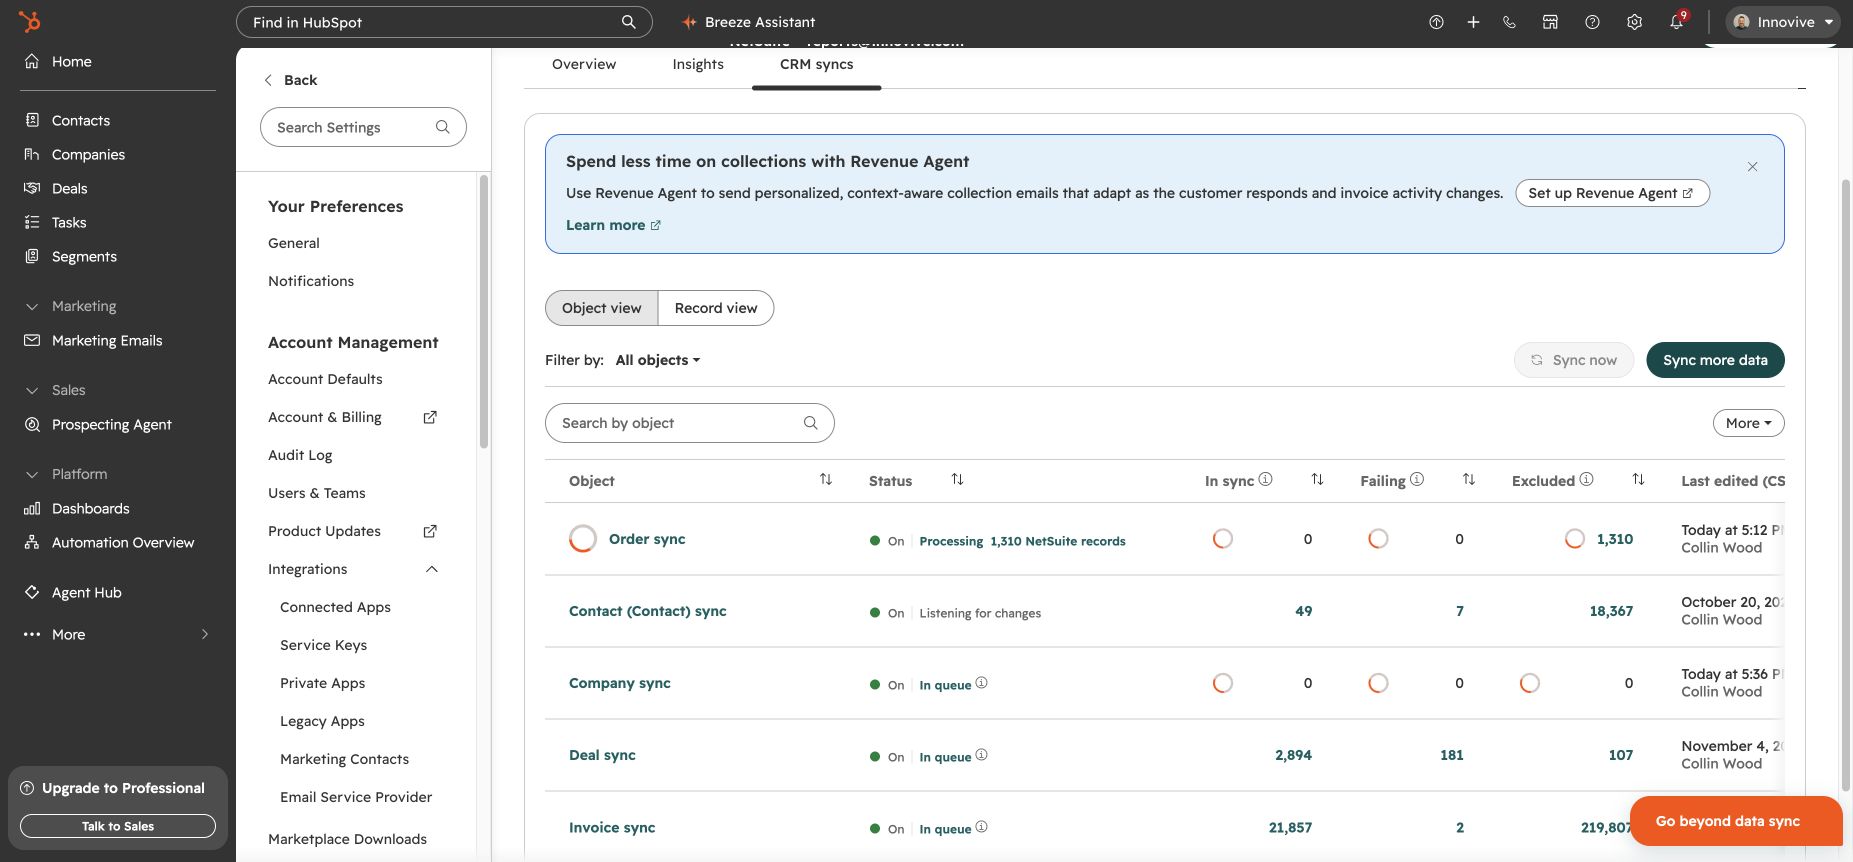 Find in HubSpot
Breeze Assistant
9
Innovive
Home
Contacts
Companies
Deals
Tasks
Segments
Marketing
Marketing Emails
Sales
Prospecting Agent
Platform
Dashboards
Automation Overview
Agent Hub
More
Upgrade to Professional
Talk to Sales
Back
Search Settings
Your Preferences
General
Notifications
Account Management
Account Defaults
Account & Billing
Audit Log
Users & Teams
Product Updates
Integrations
Connected Apps
Service Keys
Private Apps
Legacy Apps
Marketing Contacts
Email Service Provider
Marketplace Downloads
Overview Insights CRM syncs
Spend less time on collections with Revenue Agent
Use Revenue Agent to send personalized, context-aware collection emails that adapt as the customer responds and invoice activity changes. Set up Revenue Agent
Learn more
Object view Record view
Filter by: All objects Sync now Sync more data
Search by object More
Object Status In sync Failing Excluded Last edited (CS
Order sync On Processing 1,310 NetSuite records 0 0 1,310 Today at 5:12
Collin Wood
Contact (Contact) sync On Listening for changes 49 7 18,367 October 20,
Collin Wood
Company sync On In queue 0 0 0 Today at 5:36
Collin Wood
Deal sync On In queue 2,894 181 107 November 4,
Collin Wood
Invoice sync On In queue 21,857 2 219,807
Go beyond data sync